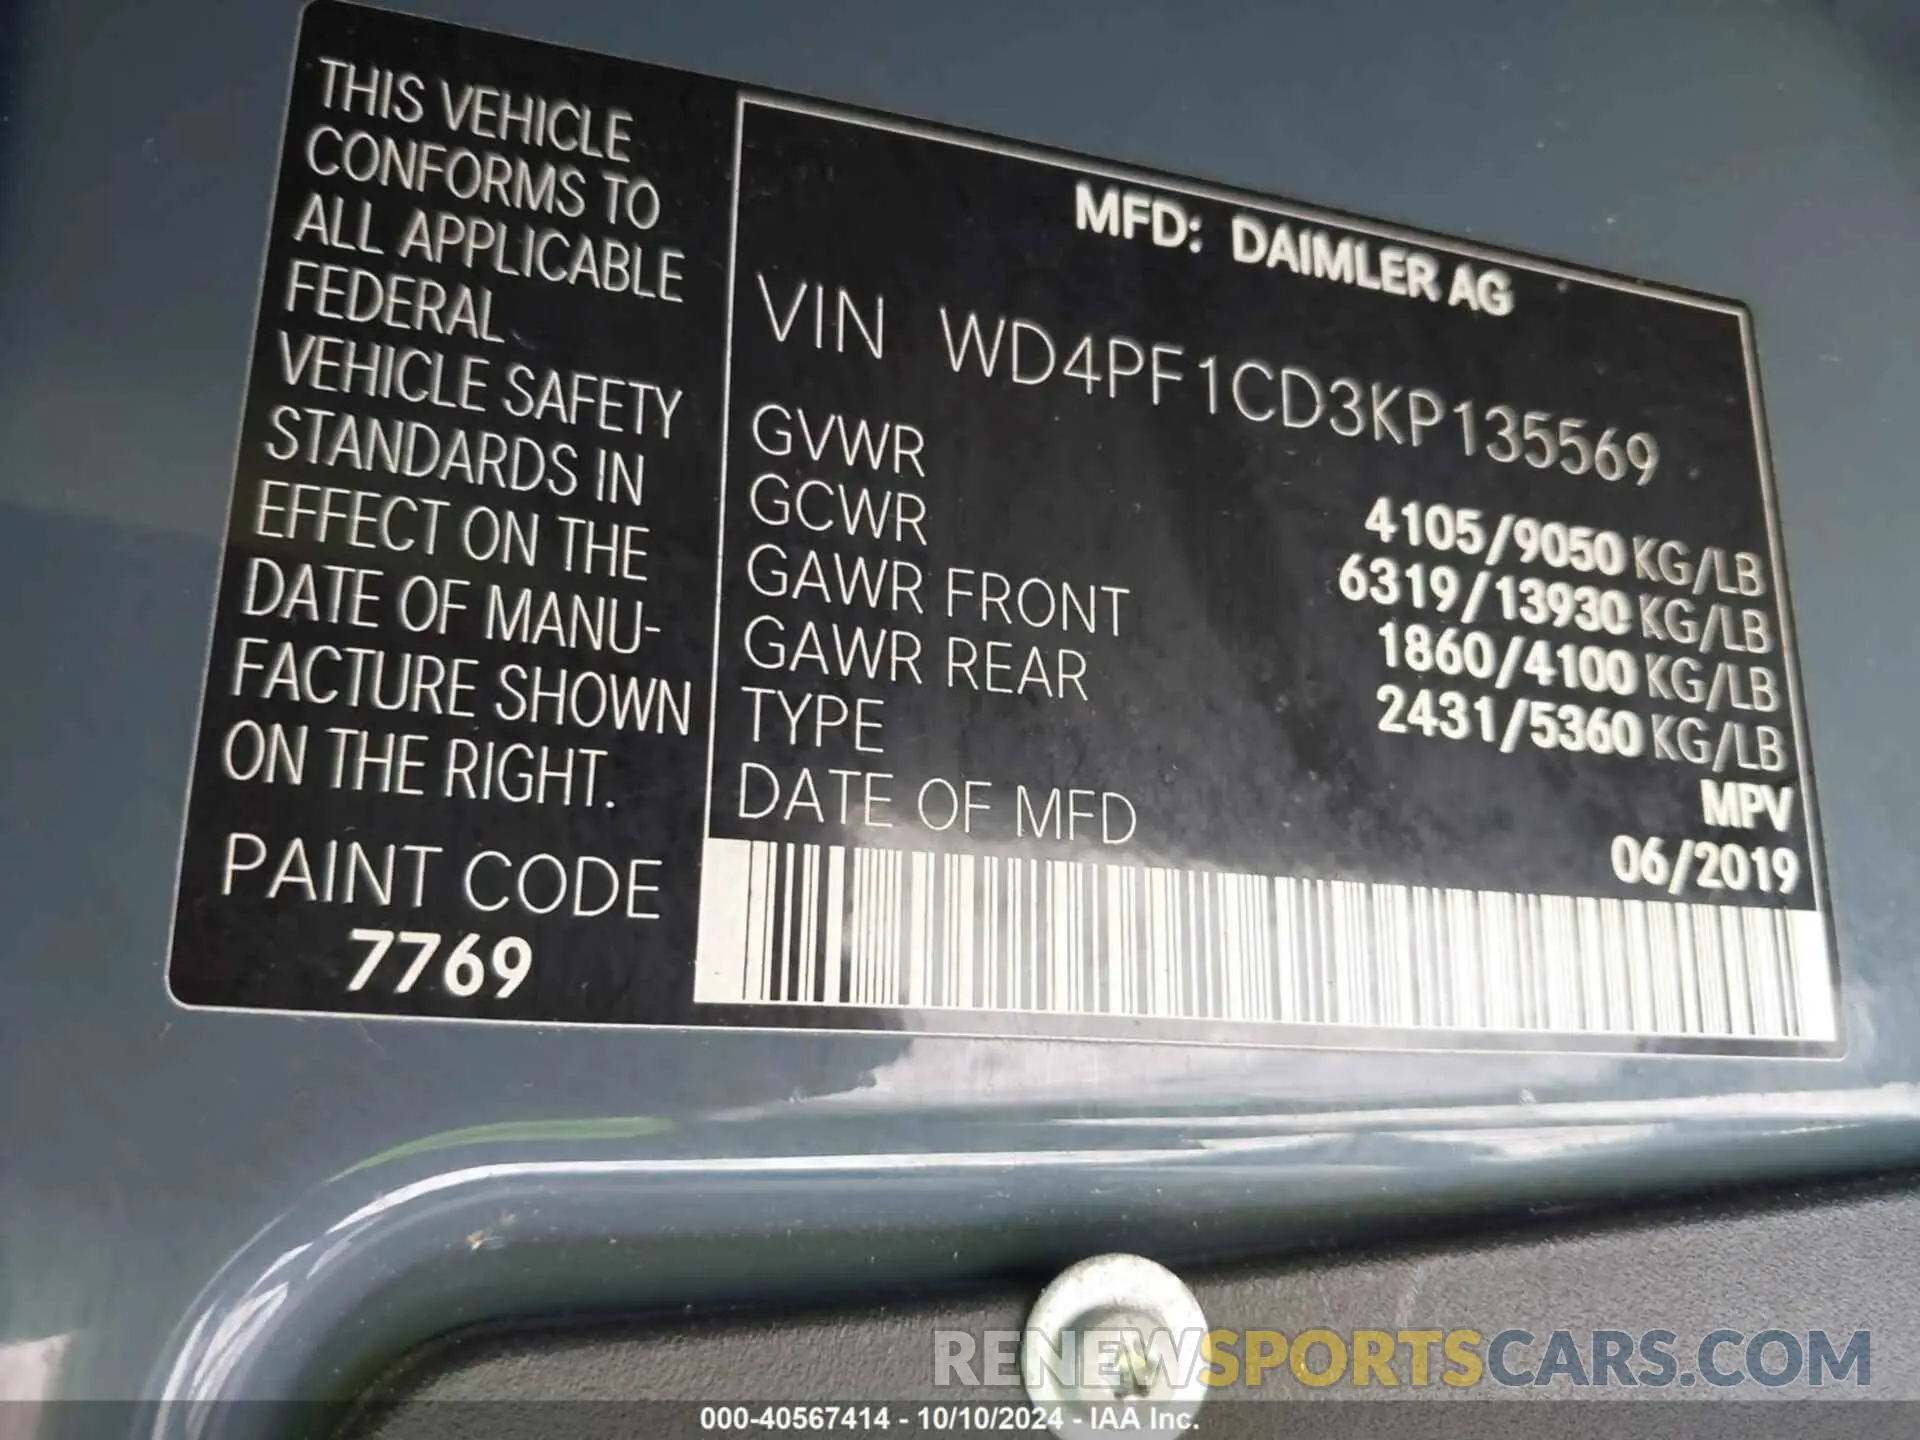 THIS VEHICLE
CONFORMS TO
ALL APPLICABLE
FEDERAL
VEHICLE SAFETY
STANDARDS IN
EFFECT ON THE
DATE OF MANU-
FACTURE SHOWN
ON THE RIGHT.
PAINT CODE
7769
MFD: DAIMLER AG
VIN WD4PF1CD3KP135569
GVWR 4105/9050 KG/LB
GCWR 6319/13930 KG/LB
GAWR FRONT 1860/4100 KG/LB
GAWR REAR 2431/5360 KG/LB
TYPE MPV
DATE OF MFD 06/2019
RENEWSPORTSCARS.COM
000-40567414 - 10/10/2024 - IAA Inc.